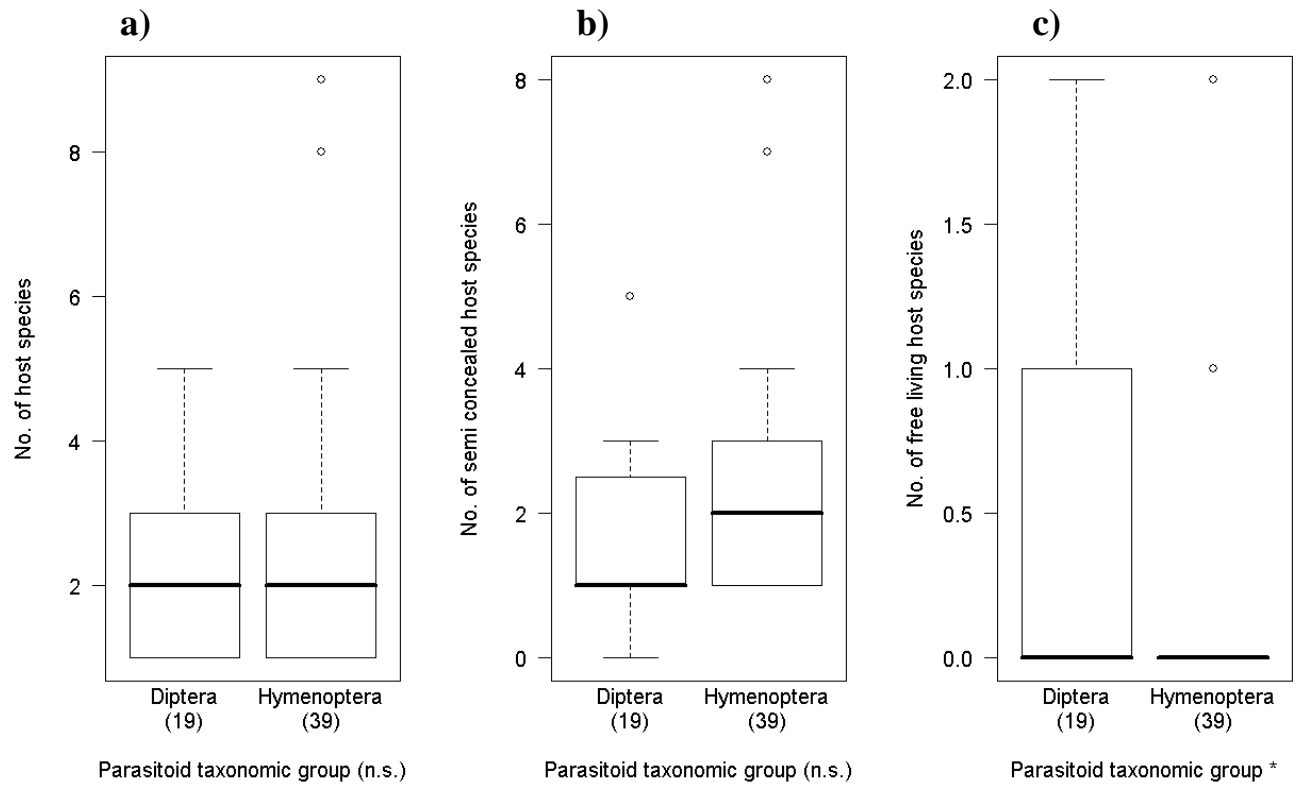 a)
No. of host species
8
6
4
2
Diptera
(19)
Hymenoptera
(39)
Parasitoid taxonomic group (n.s.)
b)
No. of semi concealed host species
8
6
4
2
0
Diptera
(19)
Hymenoptera
(39)
Parasitoid taxonomic group (n.s.)
c)
No. of free living host species
2.0
1.5
1.0
0.5
0.0
Diptera
(19)
Hymenoptera
(39)
Parasitoid taxonomic group *